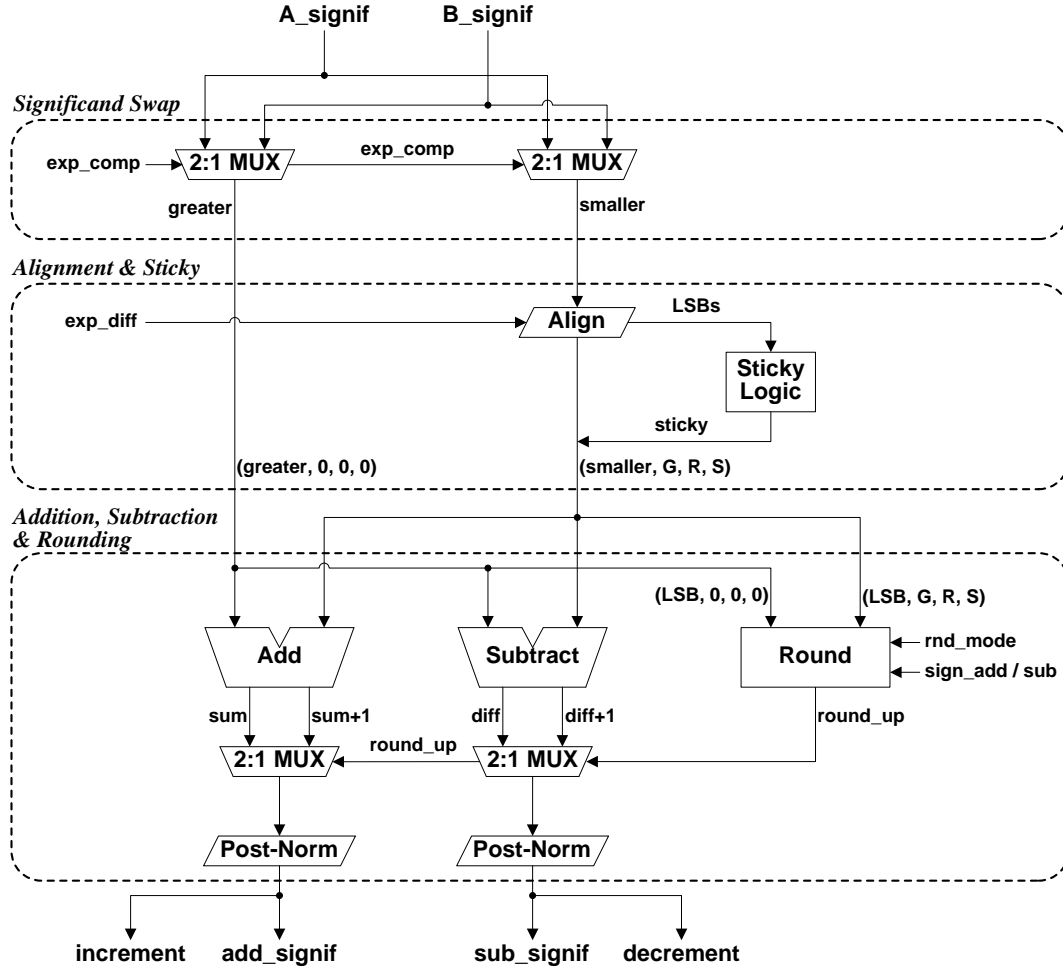 A_signif
B_signif
Significand Swap
exp_comp
2:1 MUX
exp_comp
2:1 MUX
greater
smaller
Alignment & Sticky
exp_diff
Align
LSBs
Sticky
Logic
sticky
(greater, 0, 0, 0)
(smaller, G, R, S)
Addition, Subtraction
& Rounding
(LSB, 0, 0, 0)
(LSB, G, R, S)
Add
Subtract
Round
rnd_mode
sign_add / sub
sum
sum+1
diff
diff+1
round_up
2:1 MUX
round_up
2:1 MUX
Post-Norm
Post-Norm
increment
add_signif
sub_signif
decrement